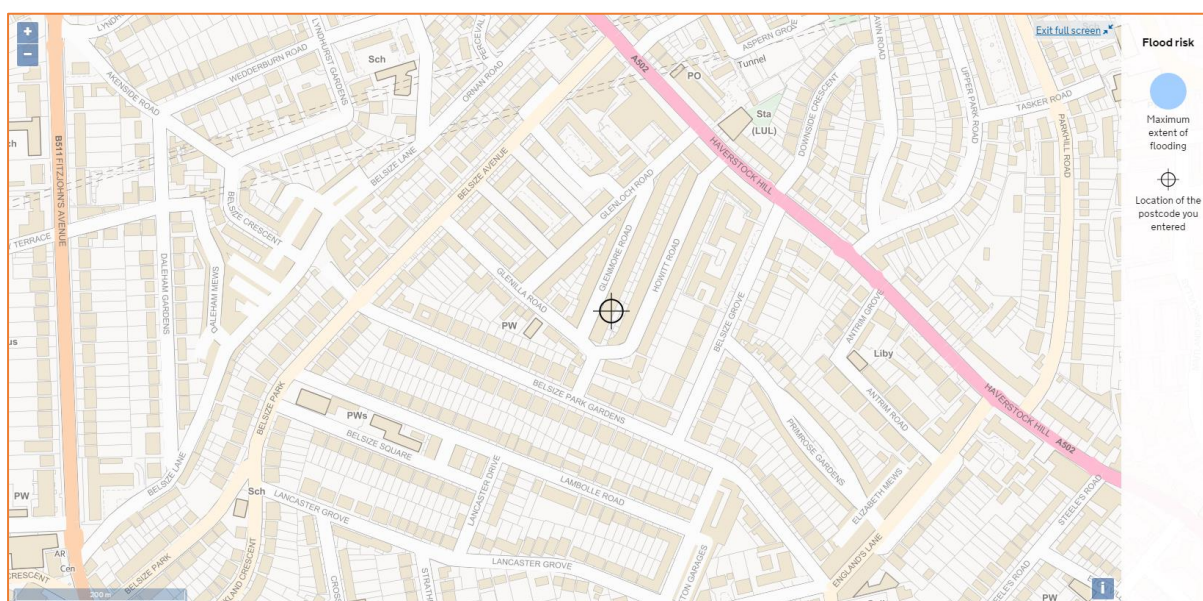 LYNDHURST GARDENS
WEDDERBURN ROAD
AKENSIDE ROAD
Sch
ORNAN ROAD
A502
ASPERN GROVE
PO
Tunnel
Exit full screen
Flood risk
Maximum
extent of
flooding
Location of the
postcode you
entered
Sta
(LUL)
DOWNSIDE CRESCENT
UPPER PARK ROAD
TASKER ROAD
PARKHILL ROAD
B511 FITZJOHN'S AVENUE
BELSIZE LANE
BELSIZE AVENUE
HAVERSTOCK HILL
BELSIZE CRESCENT
TERRACE
DALEHAM GARDENS
DALEHAM MEWS
GLENLOCH ROAD
GLENMORE ROAD
HOWITT ROAD
GLENILLA ROAD
PW
BELSIZE GROVE
ANTRIM GROVE
Liby
ANTRIM ROAD
BELSIZE PARK GARDENS
BELSIZE PARK
PWs
BELSIZE SQUARE
PRIMROSE GARDENS
HAVERSTOCK HILL A502
BELSIZE LANE
LANCASTER DRIVE
LAMBOLLE ROAD
ELIZABETH MEWS
STEELE'S ROAD
PW
Sch
LANCASTER GROVE
LANCASTER GROVE
ENGLAND'S LANE
STEELE'S ROAD
BELSIZE PARK
CRESCENT
PW
200 m